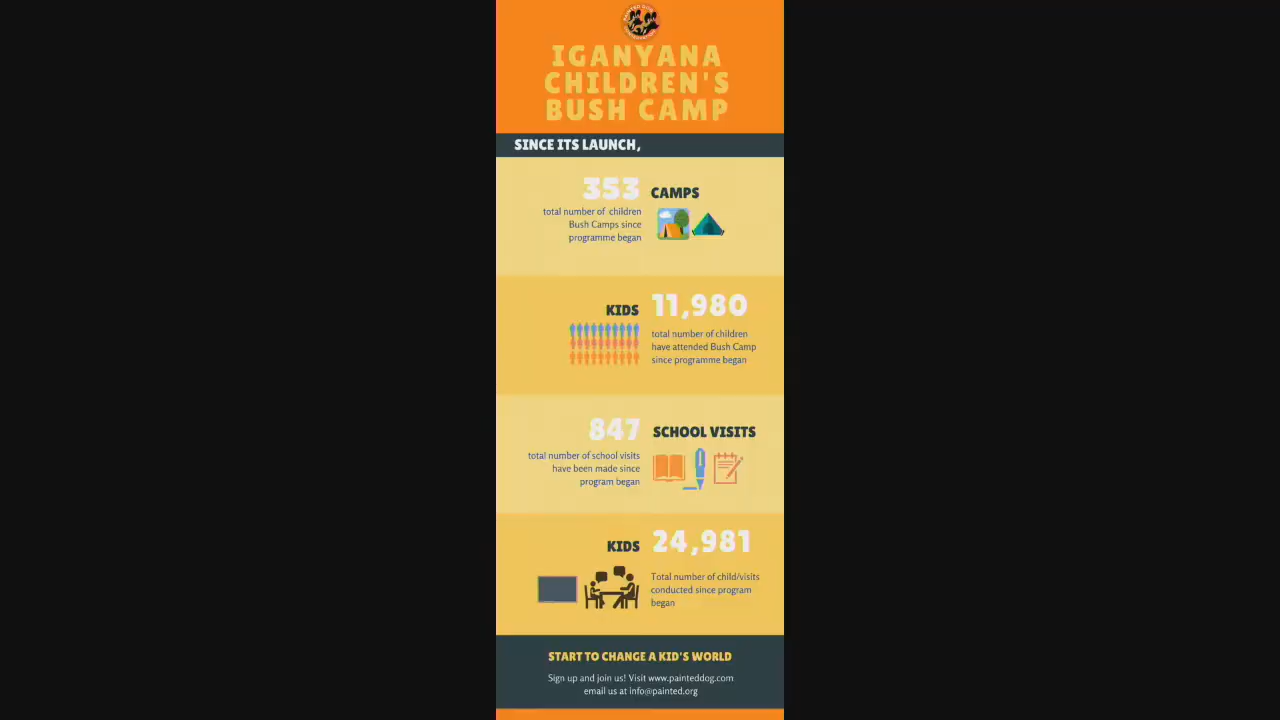 PAINTED DOG
CONSERVATION
IGANYANA
CHILDREN'S
BUSH CAMP
SINCE ITS LAUNCH,
353 CAMPS
total number of children
Bush Camps since
programme began
KIDS 11,980
total number of children
have attended Bush Camp
since programme began
847 SCHOOL VISITS
total number of school visits
have been made since
program began
KIDS 24,981
Total number of child/visits
conducted since program
began
START TO CHANGE A KID'S WORLD
Sign up and join us! Visit www.painteddog.com
email us at info@painted.org